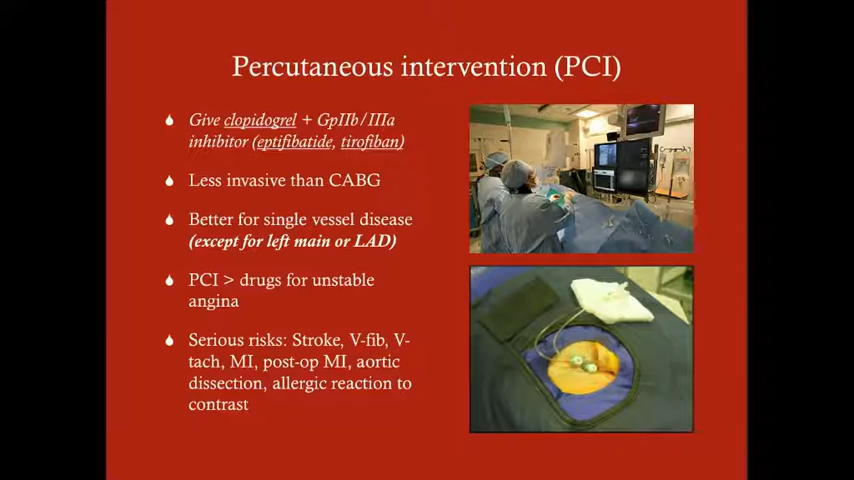 Percutaneous intervention (PCI)
Give clopidogrel + GpIIb/IIIa
inhibitor (eptifibatide, tirofiban)
Less invasive than CABG
Better for single vessel disease
(except for left main or LAD)
PCI > drugs for unstable
angina
Serious risks: Stroke, V-fib, V-
tach, MI, post-op MI, aortic
dissection, allergic reaction to
contrast